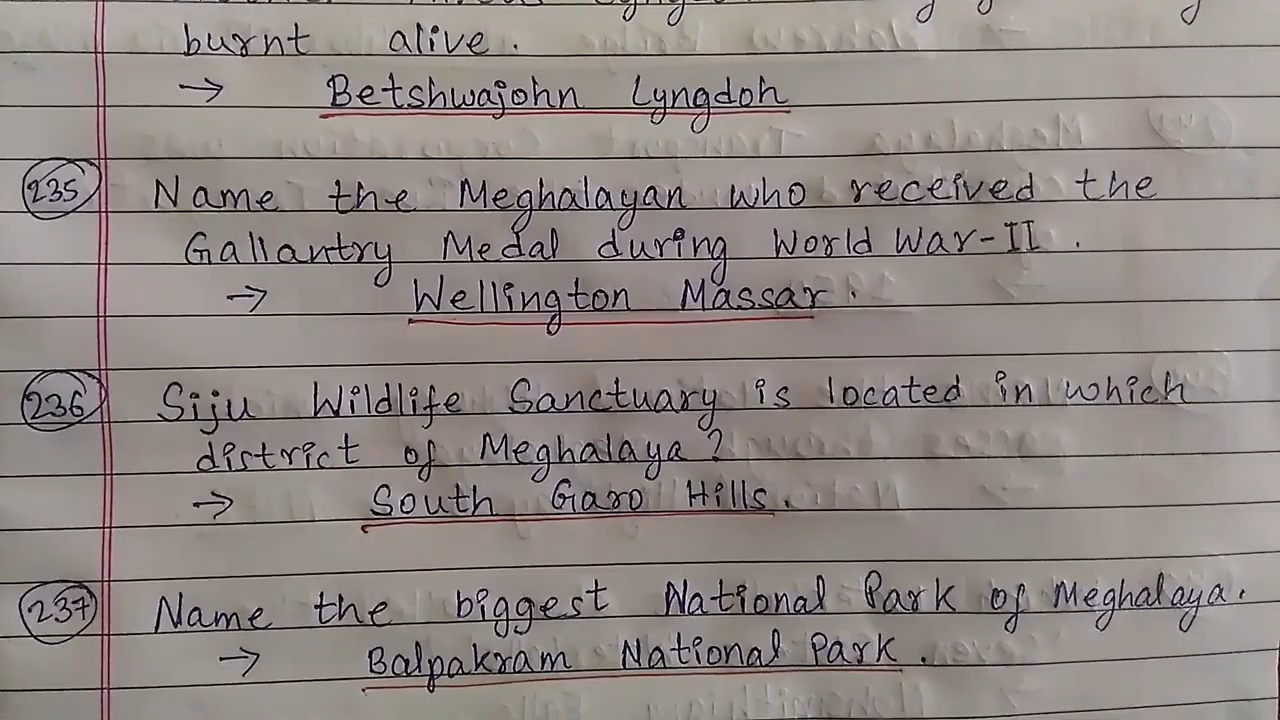 burnt alive.
→ Betshwajohn Lyngdoh
235 Name the Meghalayan who received the
Gallantry Medal during World War-II.
→ Wellington Massar.
236 Siju Wildlife Sanctuary is located in which
district of Meghalaya?
→ South Garo Hills.
237 Name the biggest National Park of Meghalaya.
→ Balpakram National Park.